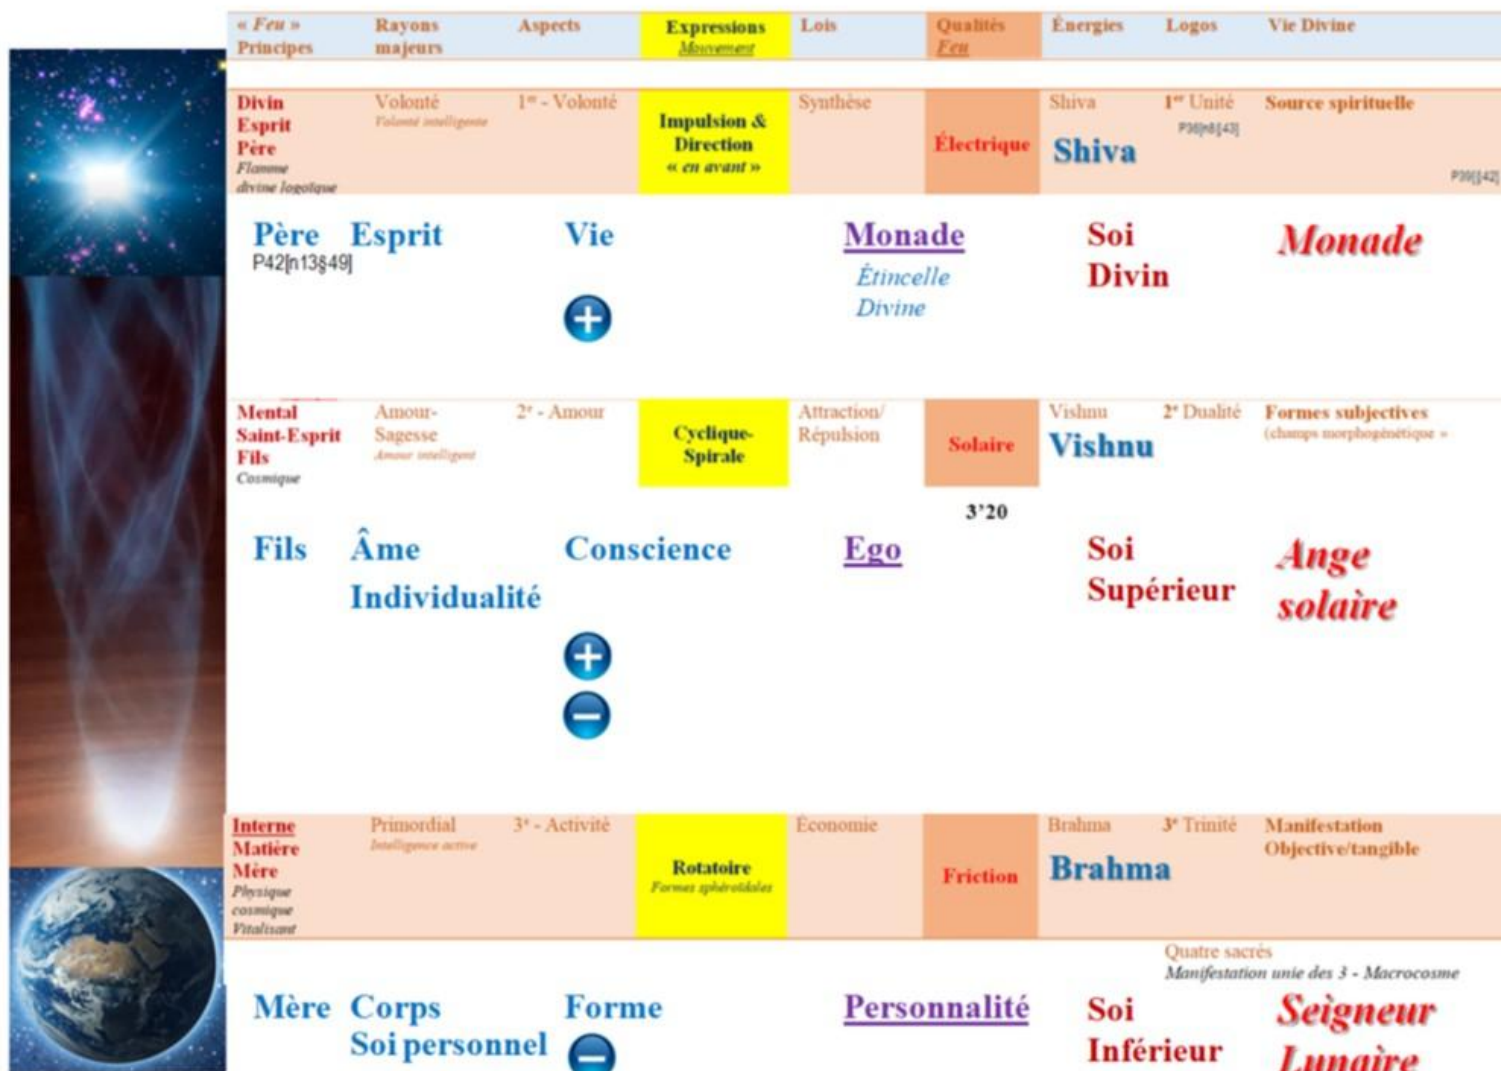 « Feu » Rayons Aspects Expressions Lois Qualités Énergies Logos Vie Divine
Principes majeurs Mouvement Feu
Divin Volonté 1er - Volonté Synthèse Shiva 1er Unité Source spirituelle
Esprit Volonté intelligente Impulsion & P36[n8§43]
Père Direction Électrique Shiva
Flamme « en avant »
divine logoïque P39[§42]
Père Esprit Vie Monade Soi Monade
P42[n13§49] Étincelle Divin
Divine
+
Mental Amour- 2e - Amour Attraction/ Vishnu 2e Dualité Formes subjectives
Saint-Esprit Sagesse Cyclique- Répulsion Solaire Vishnu (champs morphogénétique »
Fils Amour intelligent Spirale
Cosmique
3’20
Fils Âme Conscience Ego Soi Ange
Individualité Supérieur solaire
+
−
Interne Primordial 3e - Activité Économie Brahma 3e Trinité Manifestation
Matière Intelligence active Rotatoire Friction Brahma Objective/tangible
Mère Formes sphéroïdales
Physique
cosmique
Vitalisant
Quatre sacrés
Manifestation unie des 3 - Macrocosme
Mère Corps Forme Personnalité Soi Seigneur
Soi personnel − Inférieur Lunaire